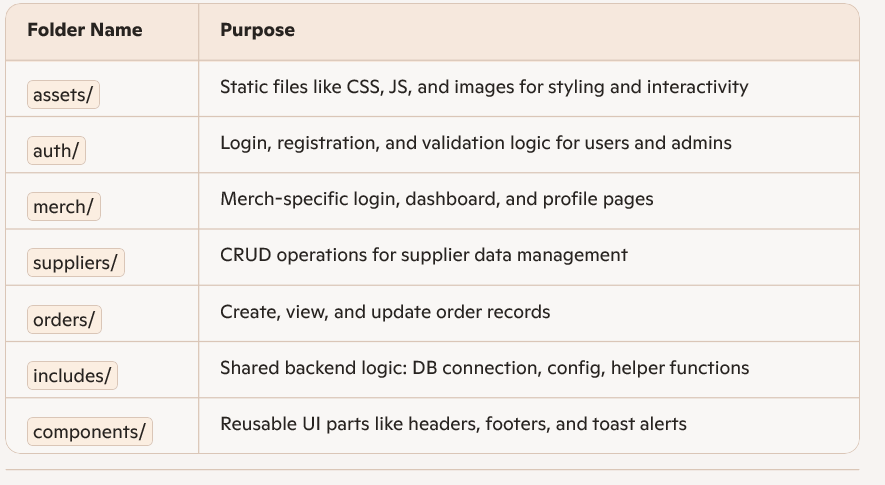 Folder Name Purpose
assets/ Static files like CSS, JS, and images for styling and interactivity
auth/ Login, registration, and validation logic for users and admins
merch/ Merch-specific login, dashboard, and profile pages
suppliers/ CRUD operations for supplier data management
orders/ Create, view, and update order records
includes/ Shared backend logic: DB connection, config, helper functions
components/ Reusable UI parts like headers, footers, and toast alerts